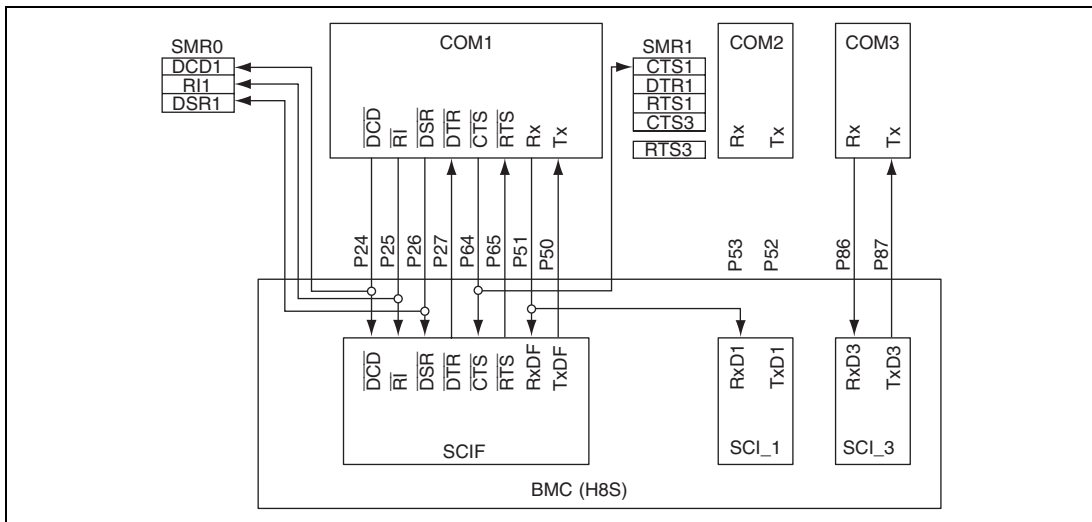 SMR0
DCD1
RI1
DSR1
COM1
DCD
RI
DSR
DTR
CTS
RTS
Rx
Tx
SMR1
CTS1
DTR1
RTS1
CTS3
RTS3
COM2
Rx
Tx
COM3
Rx
Tx
P24
P25
P26
P27
P64
P65
P51
P50
P53
P52
P86
P87
DCD
RI
DSR
DTR
CTS
RTS
RxDF
TxDF
SCIF
RxD1
TxD1
SCI_1
RxD3
TxD3
SCI_3
BMC (H8S)